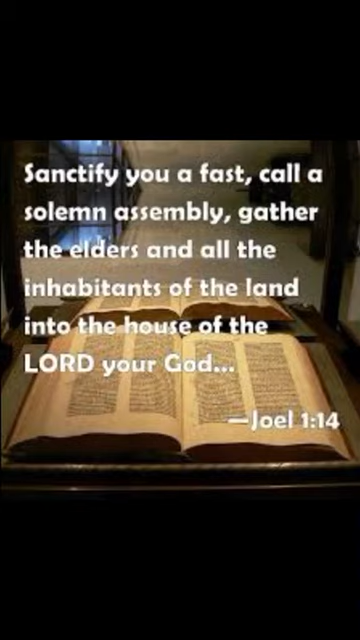 Sanctify you a fast, call a
solemn assembly, gather
the elders and all the
inhabitants of the land
into the house of the
LORD your God...
—Joel 1:14